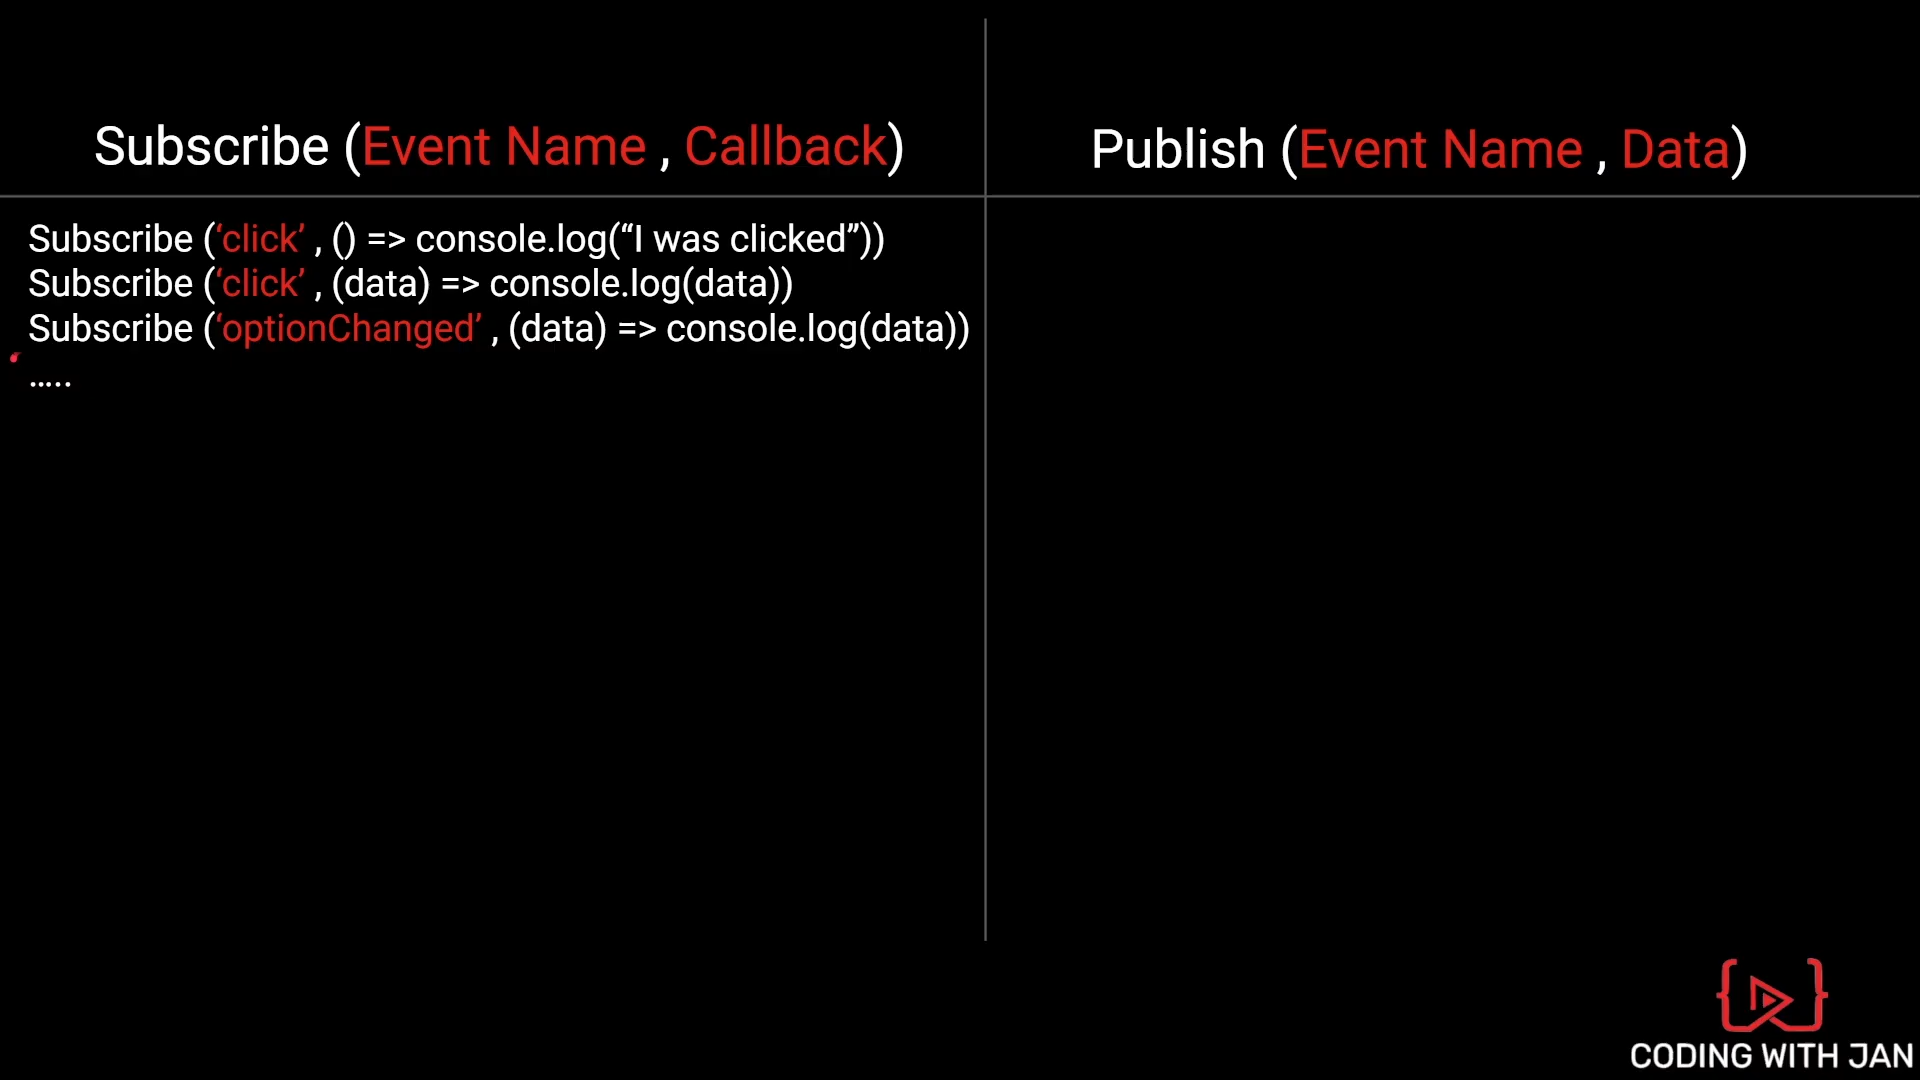 Subscribe (Event Name , Callback)
Publish (Event Name , Data)
Subscribe (‘click’ , () => console.log(“I was clicked”))
Subscribe (‘click’ , (data) => console.log(data))
Subscribe (‘optionChanged’ , (data) => console.log(data))
…..
CODING WITH JAN